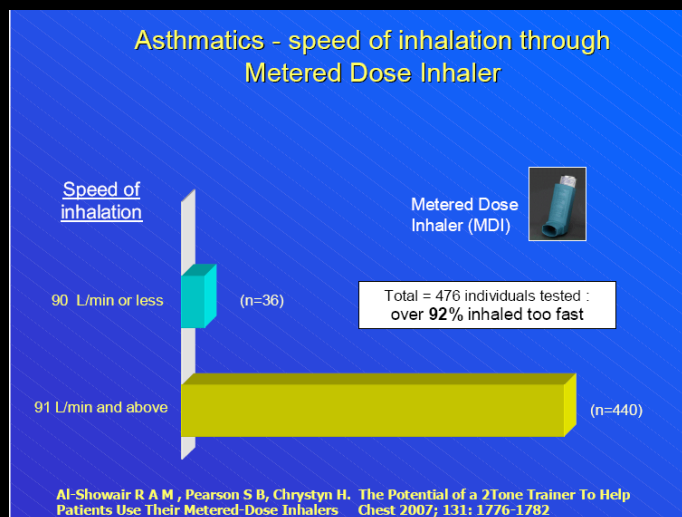 Asthmatics - speed of inhalation through
Metered Dose Inhaler
Speed of
inhalation
Metered Dose
Inhaler (MDI)
90 L/min or less
(n=36)
Total = 476 individuals tested :
over 92% inhaled too fast
91 L/min and above
(n=440)
Al-Showair R A M , Pearson S B, Chrystyn H. The Potential of a 2Tone Trainer To Help
Patients Use Their Metered-Dose Inhalers Chest 2007; 131: 1776-1782